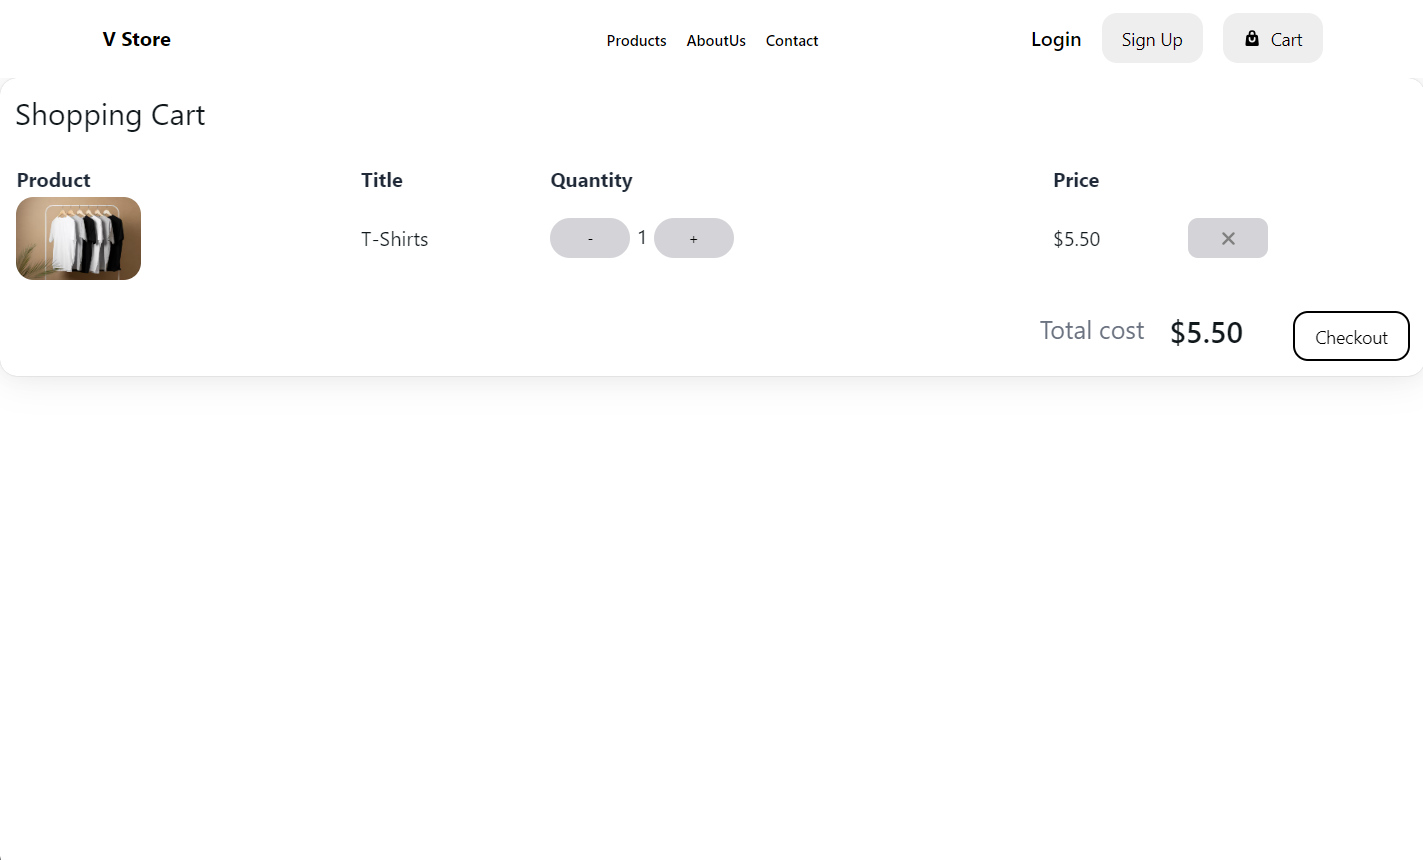 V Store Products AboutUs Contact Login Sign Up Cart
Shopping Cart
Product Title Quantity Price
T-Shirts - 1 + $5.50 ✕
Total cost $5.50 Checkout